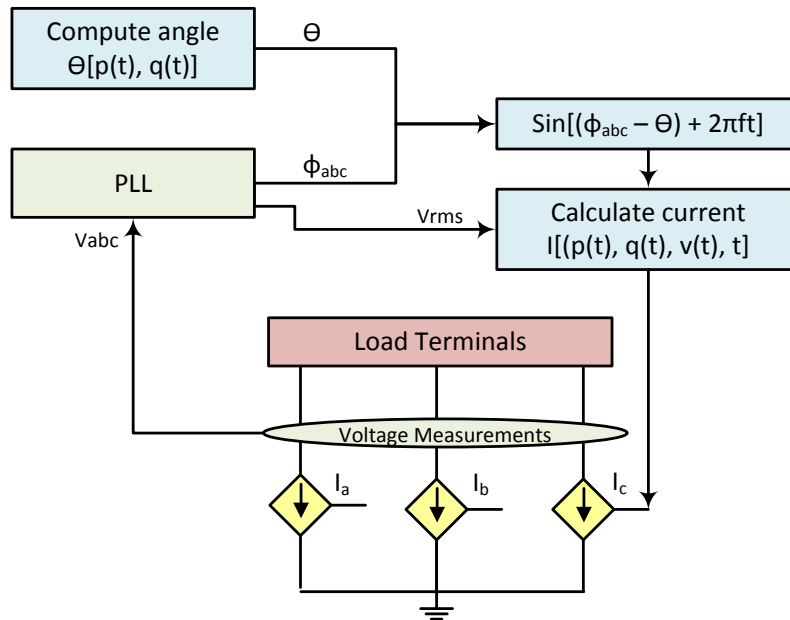 Compute angle
Ɵ[p(t), q(t)]
Ɵ
Sin[(ϕabc – Ɵ) + 2πft]
PLL
ϕabc
Vrms
Calculate current
I[(p(t), q(t), v(t), t]
Vabc
Load Terminals
Voltage Measurements
Ia
Ib
Ic